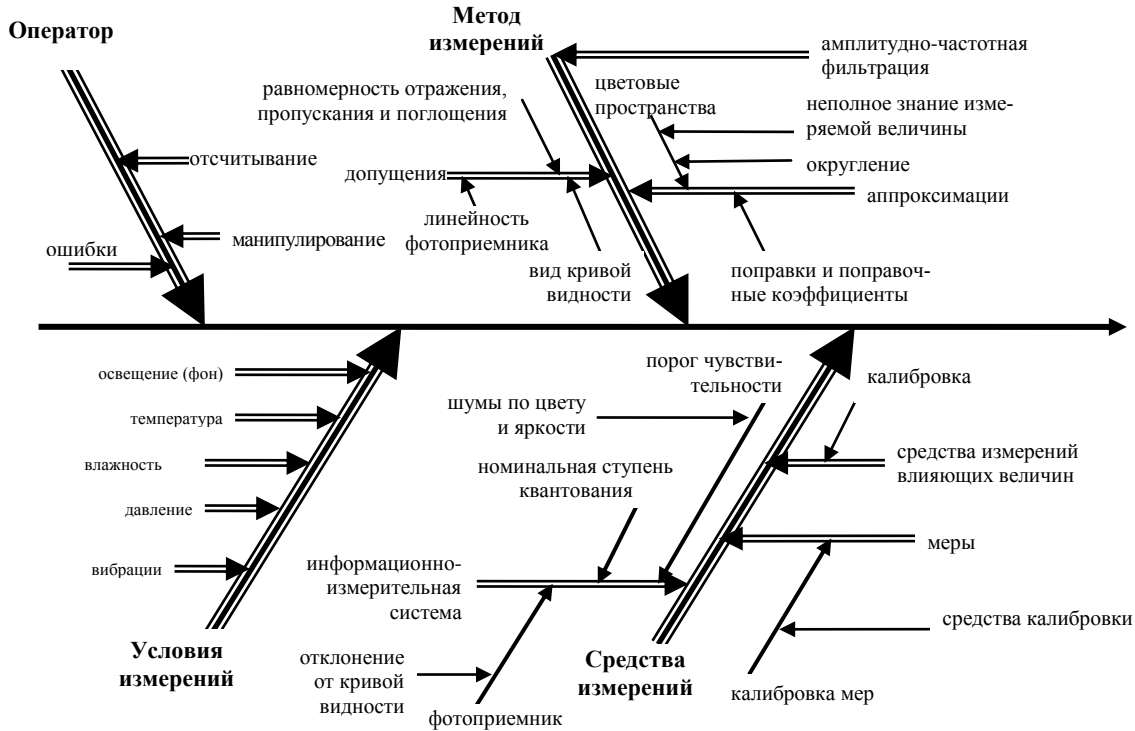 Оператор
Метод
измерений
амплитудно-частотная
фильтрация
равномерность отражения,
пропускания и поглощения
цветовые
пространства
неполное знание изме-
ряемой величины
отсчитывание
округление
допущения
аппроксимации
линейность
фотоприемника
манипулирование
ошибки
вид кривой
видности
поправки и поправоч-
ные коэффициенты
освещение (фон)
порог чувстви-
тельности
калибровка
температура
шумы по цвету
и яркости
влажность
номинальная ступень
квантования
средства измерений
влияющих величин
давление
меры
вибрации
информационно-
измерительная
система
средства калибровки
Условия
измерений
отклонение
от кривой
видности
Средства
измерений
калибровка мер
фотоприемник